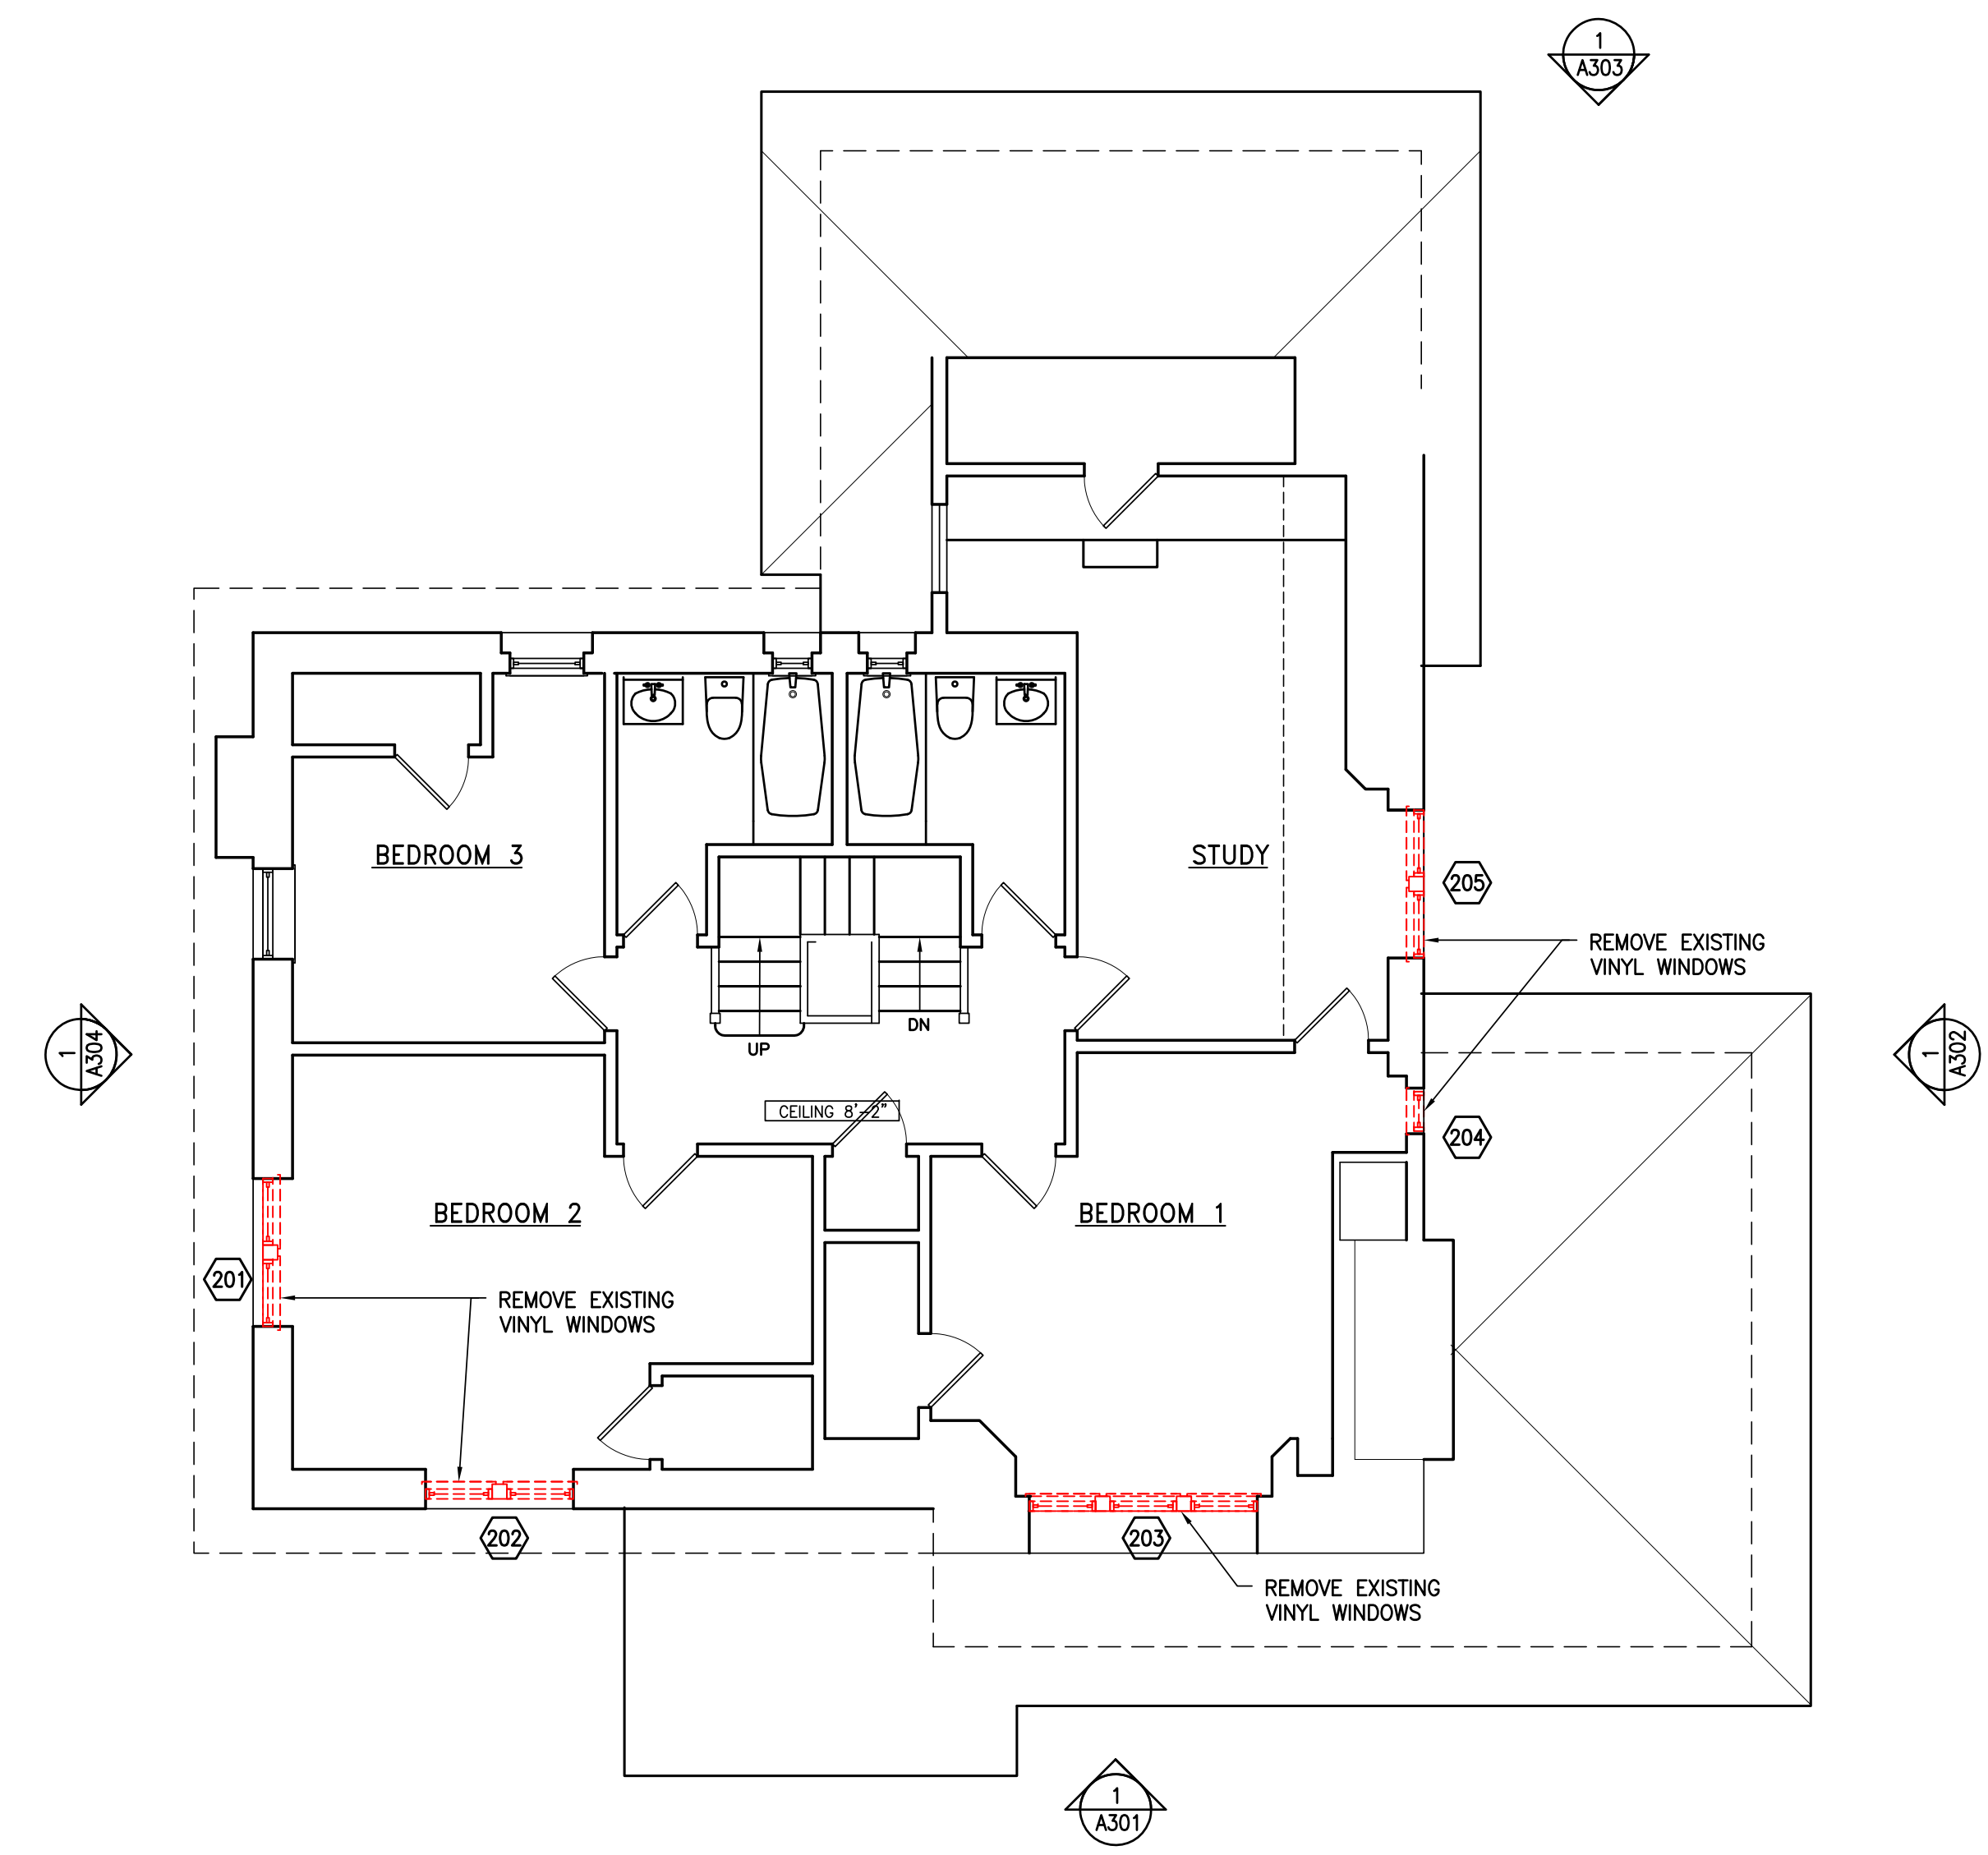 1
A303
BEDROOM 3
STUDY
205
REMOVE EXISTING
VINYL WINDOWS
1
A304
UP
DN
1
A302
CEILING 8'-2"
204
BEDROOM 2
BEDROOM 1
201
REMOVE EXISTING
VINYL WINDOWS
202
203
REMOVE EXISTING
VINYL WINDOWS
1
A301